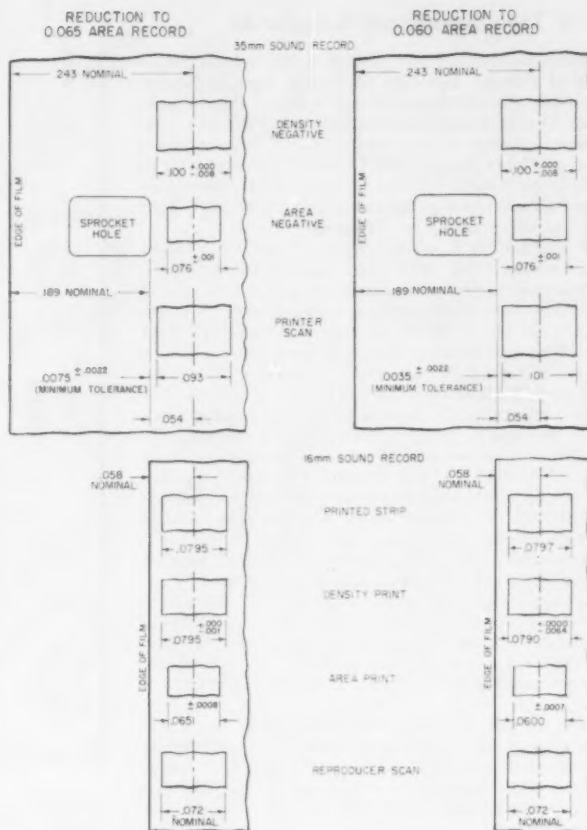 REDUCTION TO
0.065 AREA RECORD
REDUCTION TO
0.060 AREA RECORD
35mm SOUND RECORD
.243 NOMINAL
.243 NOMINAL
DENSITY
NEGATIVE
.100 +.000 -.008
.100 +.000 -.008
EDGE OF FILM
SPROCKET
HOLE
AREA
NEGATIVE
EDGE OF FILM
SPROCKET
HOLE
.076 ±.001
.076 ±.001
.189 NOMINAL
.189 NOMINAL
PRINTER
SCAN
.0075 ±.0022
(MINIMUM TOLERANCE)
.093
.0035 ±.0022
(MINIMUM TOLERANCE)
.101
.054
.054
16mm SOUND RECORD
.058
NOMINAL
.058
NOMINAL
PRINTED STRIP
.0795
.0797
DENSITY PRINT
.0795 ±.000 -.001
.0790 ±.0000 -.0064
EDGE OF FILM
AREA PRINT
EDGE OF FILM
.0651 ±.0008
.0600 ±.0007
REPRODUCER SCAN
.072
NOMINAL
.072
NOMINAL